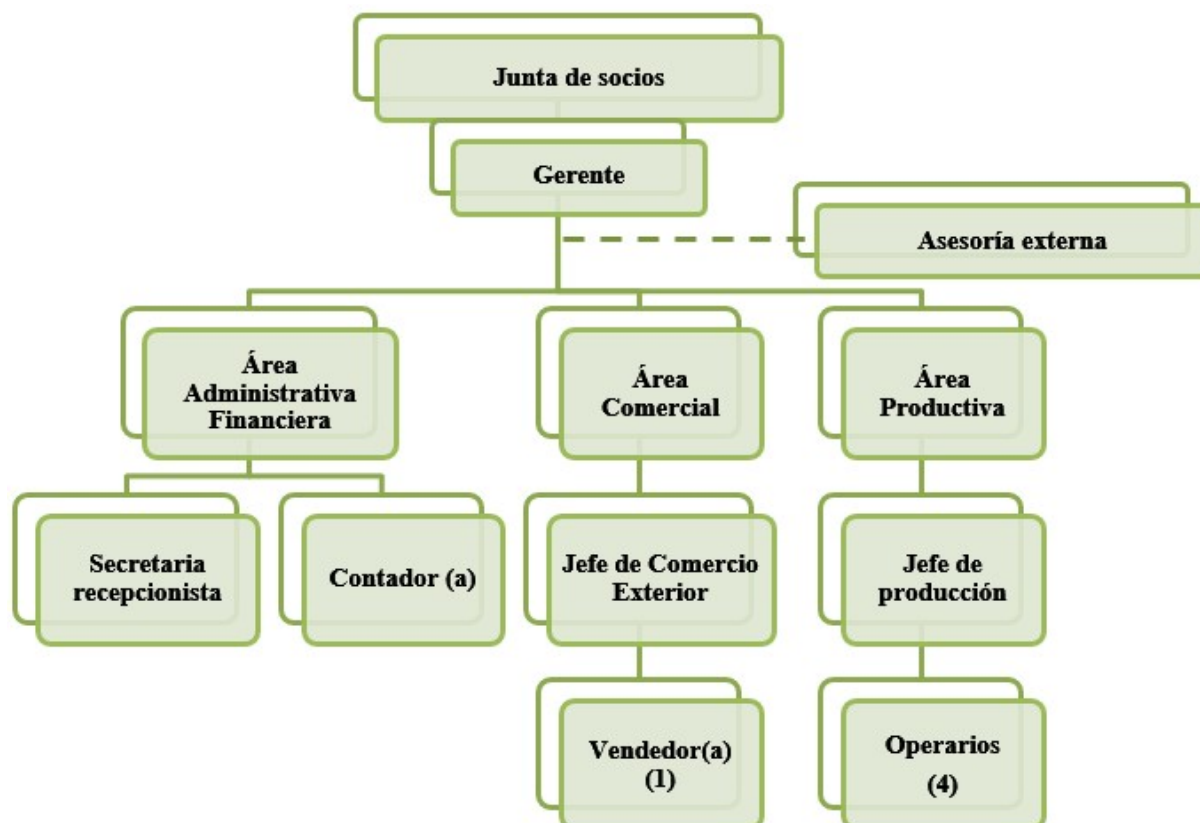 Junta de socios
Gerente
Asesoría externa
Área
Administrativa
Financiera
Área
Comercial
Área
Productiva
Secretaria
recepcionista
Contador (a)
Jefe de Comercio
Exterior
Jefe de
producción
Vendedor(a)
(1)
Operarios
(4)